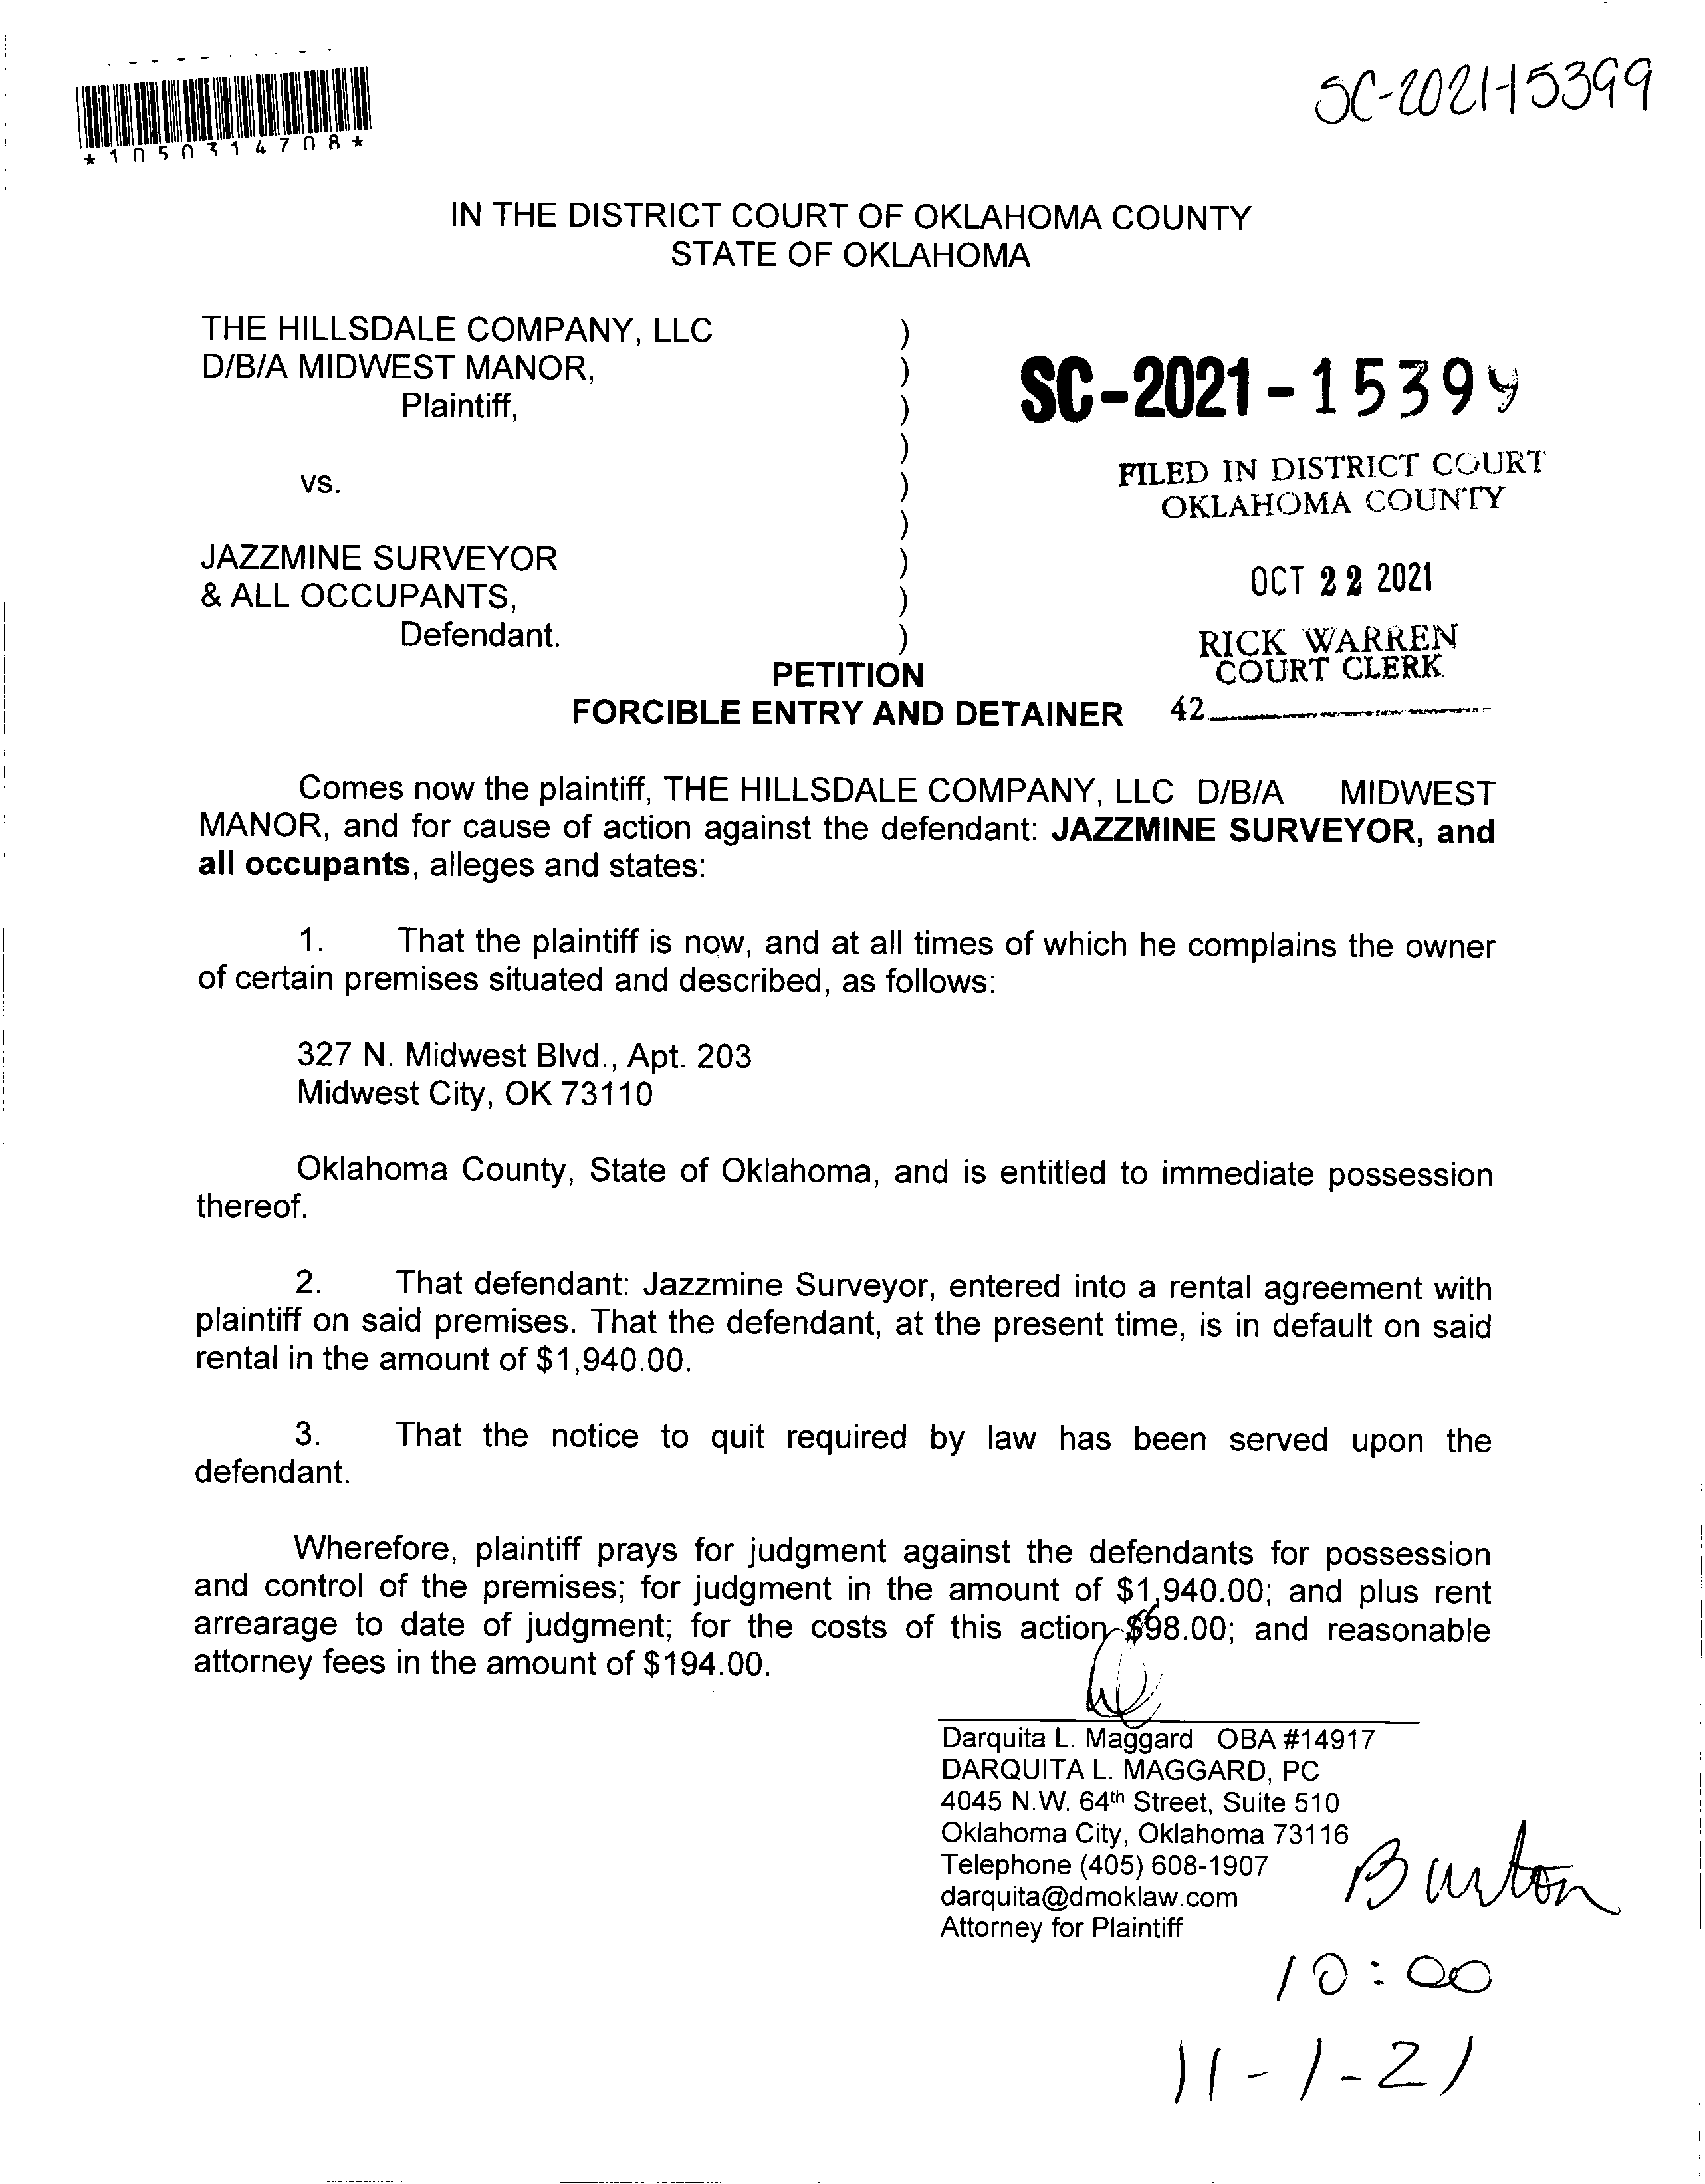 SC-2021-15399
*1050314708*
IN THE DISTRICT COURT OF OKLAHOMA COUNTY
STATE OF OKLAHOMA
THE HILLSDALE COMPANY, LLC )
D/B/A MIDWEST MANOR, )
Plaintiff, )
)
vs. )
)
JAZZMINE SURVEYOR )
& ALL OCCUPANTS, )
Defendant. )
SC-2021-15399
FILED IN DISTRICT COURT
OKLAHOMA COUNTY
OCT 22 2021
RICK WARREN
COURT CLERK
42
PETITION
FORCIBLE ENTRY AND DETAINER
Comes now the plaintiff, THE HILLSDALE COMPANY, LLC D/B/A MIDWEST
MANOR, and for cause of action against the defendant: JAZZMINE SURVEYOR, and
all occupants, alleges and states:
1. That the plaintiff is now, and at all times of which he complains the owner
of certain premises situated and described, as follows:
327 N. Midwest Blvd., Apt. 203
Midwest City, OK 73110
Oklahoma County, State of Oklahoma, and is entitled to immediate possession
thereof.
2. That defendant: Jazzmine Surveyor, entered into a rental agreement with
plaintiff on said premises. That the defendant, at the present time, is in default on said
rental in the amount of $1,940.00.
3. That the notice to quit required by law has been served upon the
defendant.
Wherefore, plaintiff prays for judgment against the defendants for possession
and control of the premises; for judgment in the amount of $1,940.00; and plus rent
arrearage to date of judgment; for the costs of this action $98.00; and reasonable
attorney fees in the amount of $194.00.
Darquita L. Maggard OBA #14917
DARQUITA L. MAGGARD, PC
4045 N.W. 64th Street, Suite 510
Oklahoma City, Oklahoma 73116
Telephone (405) 608-1907
darquita@dmoklaw.com
Attorney for Plaintiff
Burton
10:00
11-1-21